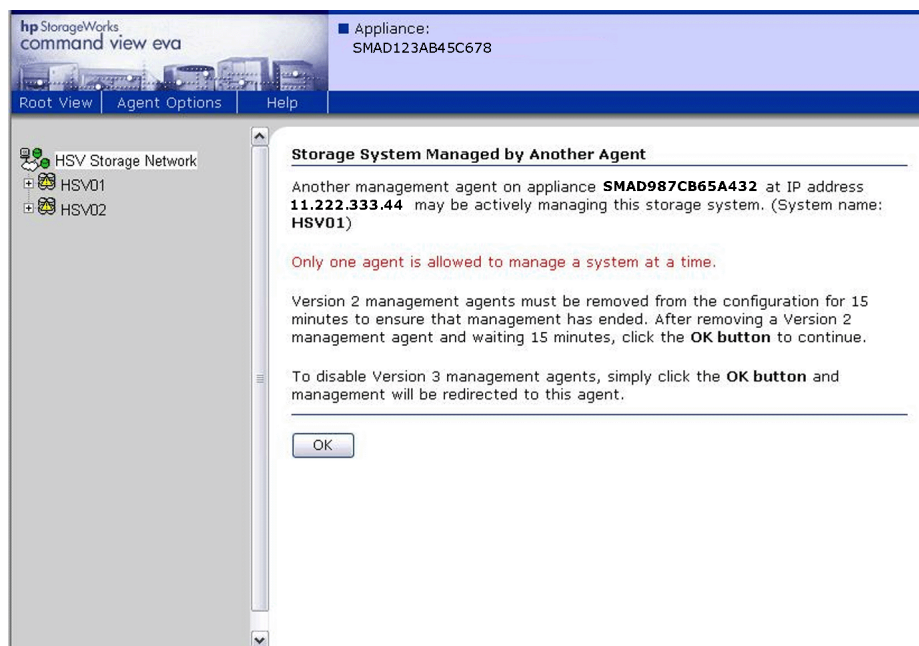 hp StorageWorks
command view eva
Appliance:
SMAD123AB45C678
Root View Agent Options Help
HSV Storage Network
HSV01
HSV02
Storage System Managed by Another Agent
Another management agent on appliance SMAD987CB65A432 at IP address
11.222.333.44 may be actively managing this storage system. (System name:
HSV01)
Only one agent is allowed to manage a system at a time.
Version 2 management agents must be removed from the configuration for 15
minutes to ensure that management has ended. After removing a Version 2
management agent and waiting 15 minutes, click the OK button to continue.
To disable Version 3 management agents, simply click the OK button and
management will be redirected to this agent.
OK